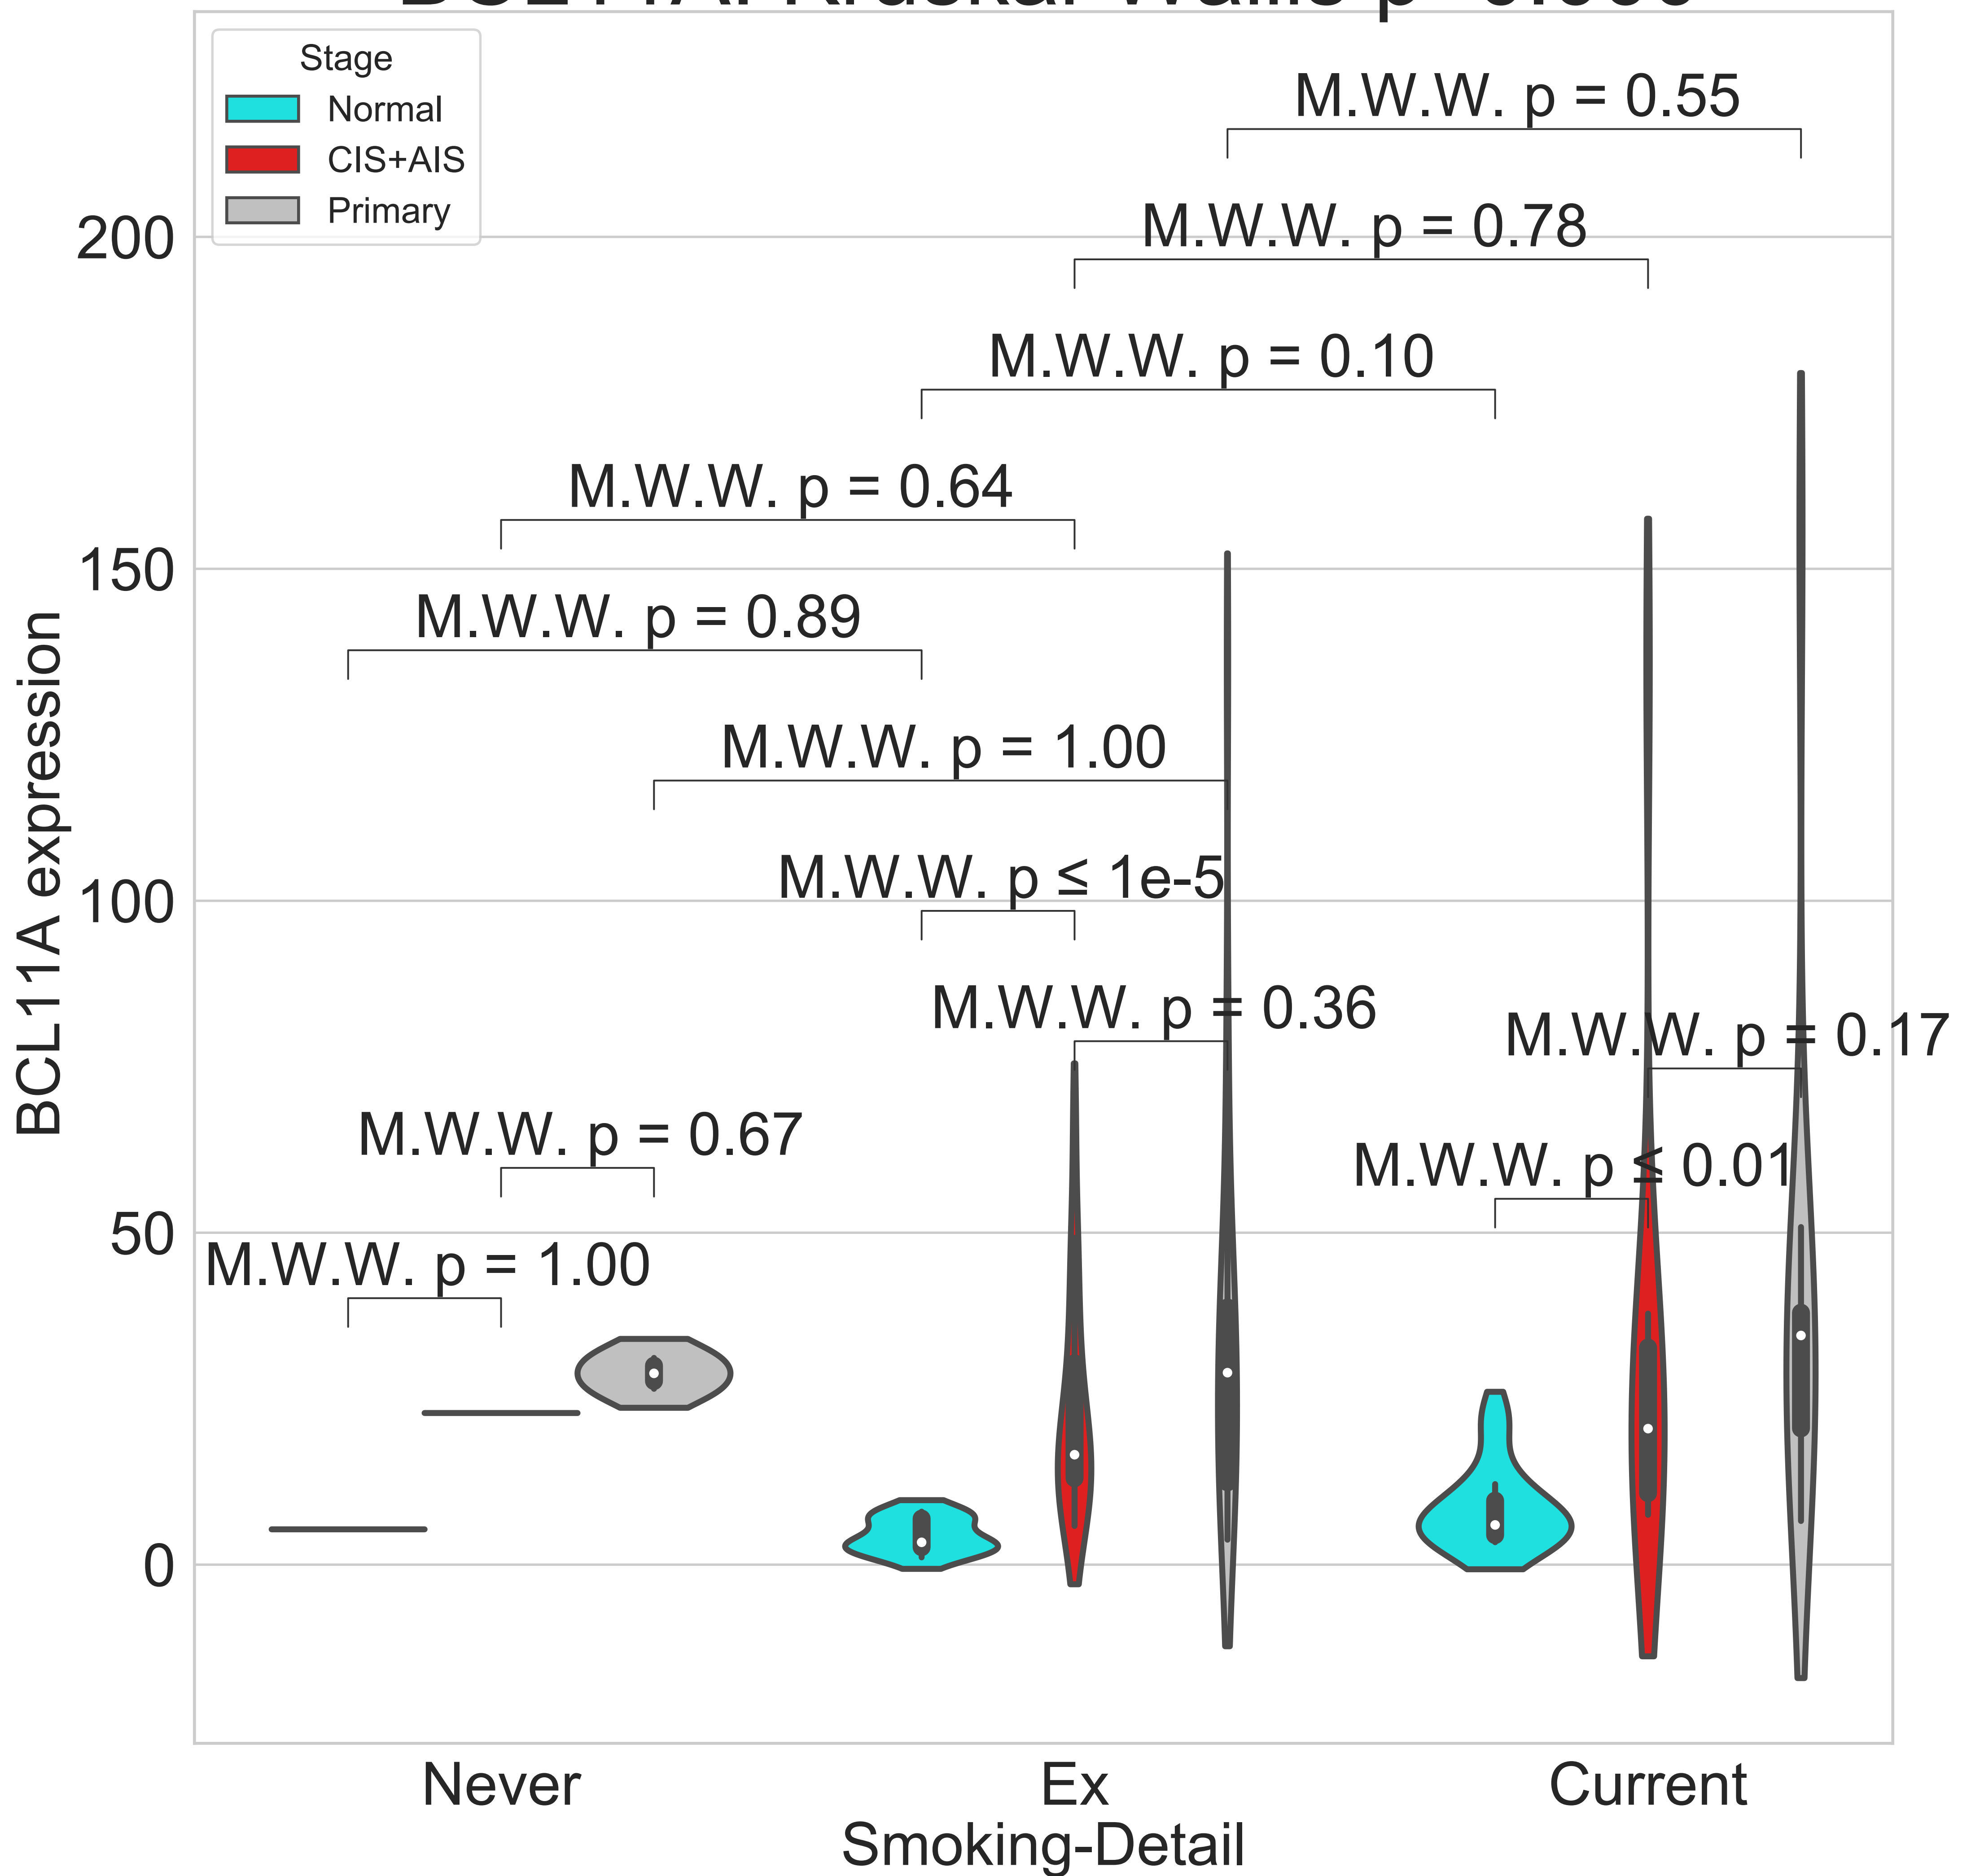 Stage
Normal
CIS+AIS
Primary
M.W.W. p = 0.55
M.W.W. p = 0.78
M.W.W. p = 0.10
M.W.W. p = 0.64
M.W.W. p = 0.89
M.W.W. p = 1.00
M.W.W. p ≤ 1e-5
M.W.W. p = 0.36
M.W.W. p = 0.17
M.W.W. p = 0.67
M.W.W. p ≤ 0.01
M.W.W. p = 1.00
200
150
100
50
0
BCL11A expression
Never
Ex
Current
Smoking-Detail